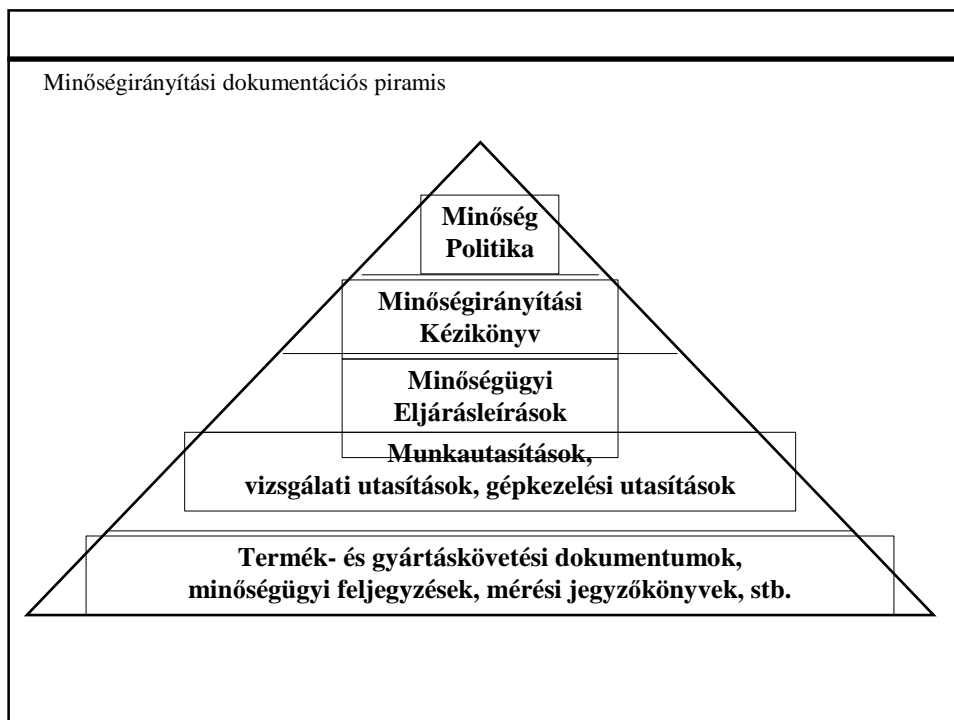 Minőségirányítási dokumentációs piramis
Minőség
Politika
Minőségirányítási
Kézikönyv
Minőségügyi
Eljárásleírások
Munkautasítások,
vizsgálati utasítások, gépkezelési utasítások
Termék- és gyártáskövetési dokumentumok,
minőségügyi feljegyzések, mérési jegyzőkönyvek, stb.